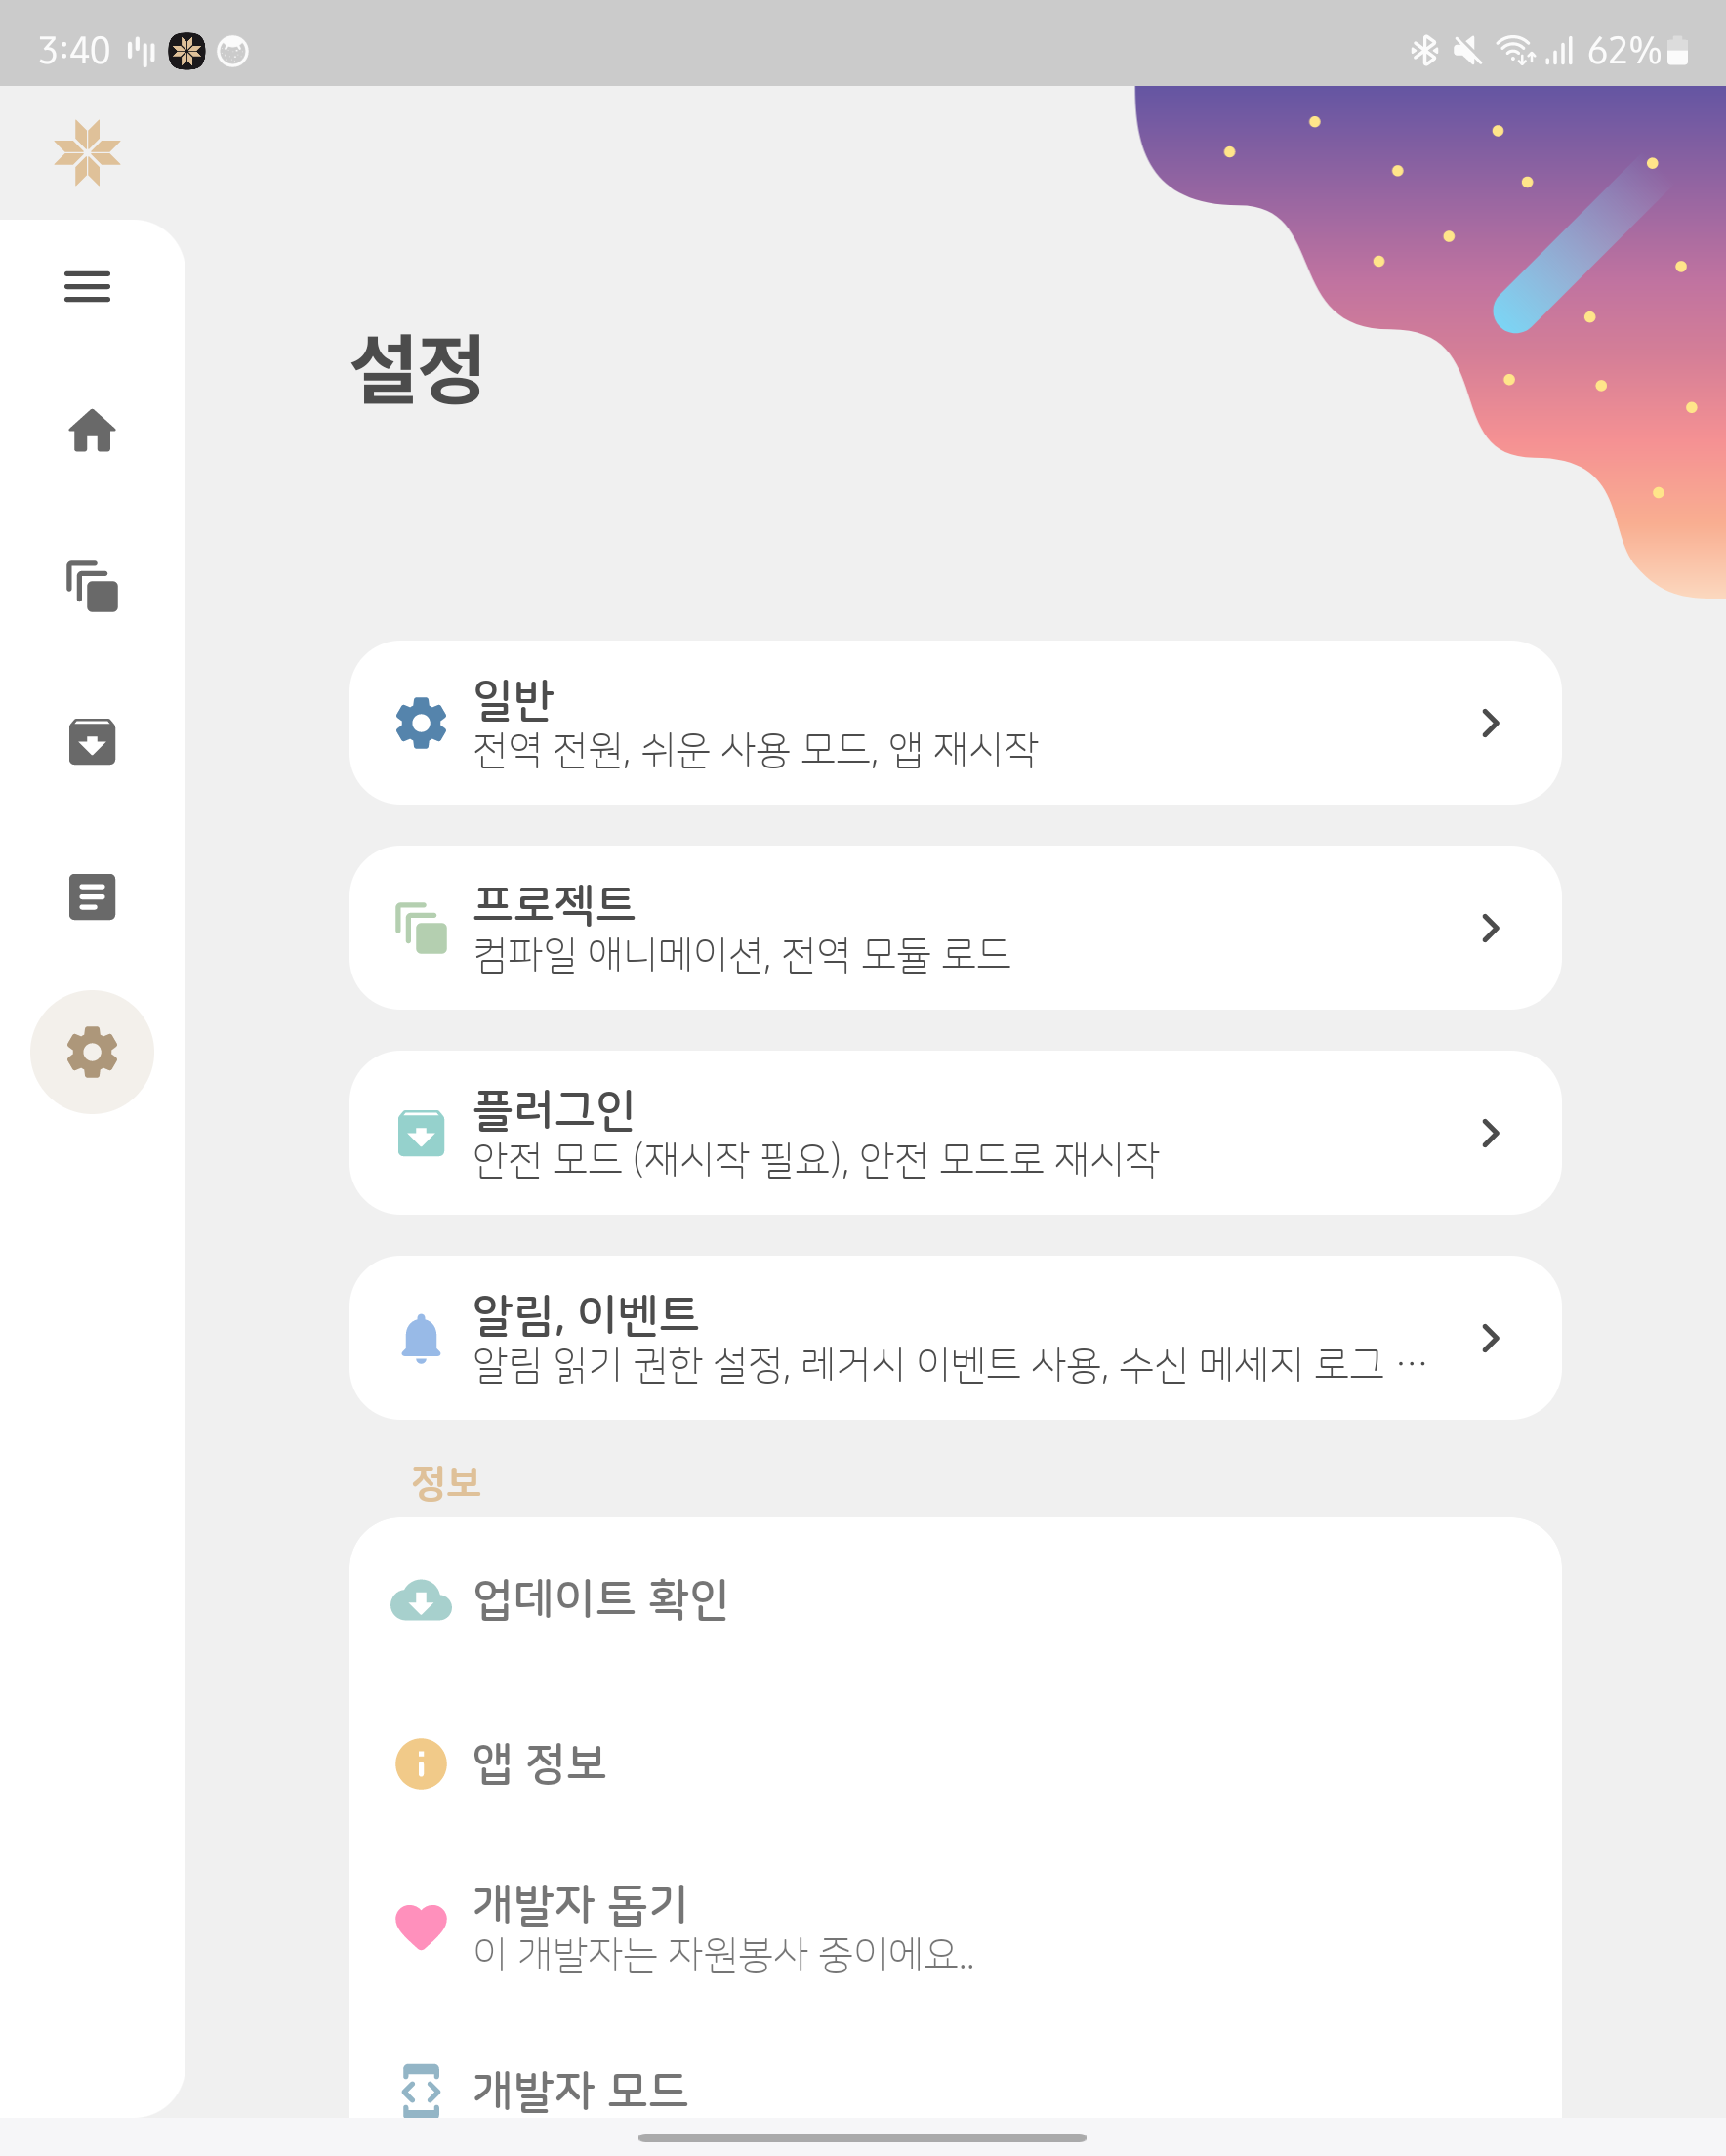 3:40
62%
설정
일반
전역 전원, 쉬운 사용 모드, 앱 재시작
프로젝트
컴파일 애니메이션, 전역 모듈 로드
플러그인
안전 모드 (재시작 필요), 안전 모드로 재시작
알림, 이벤트
알림 읽기 권한 설정, 레거시 이벤트 사용, 수신 메세지 로그 …
정보
업데이트 확인
앱 정보
개발자 돕기
이 개발자는 자원봉사 중이에요..
개발자 모드